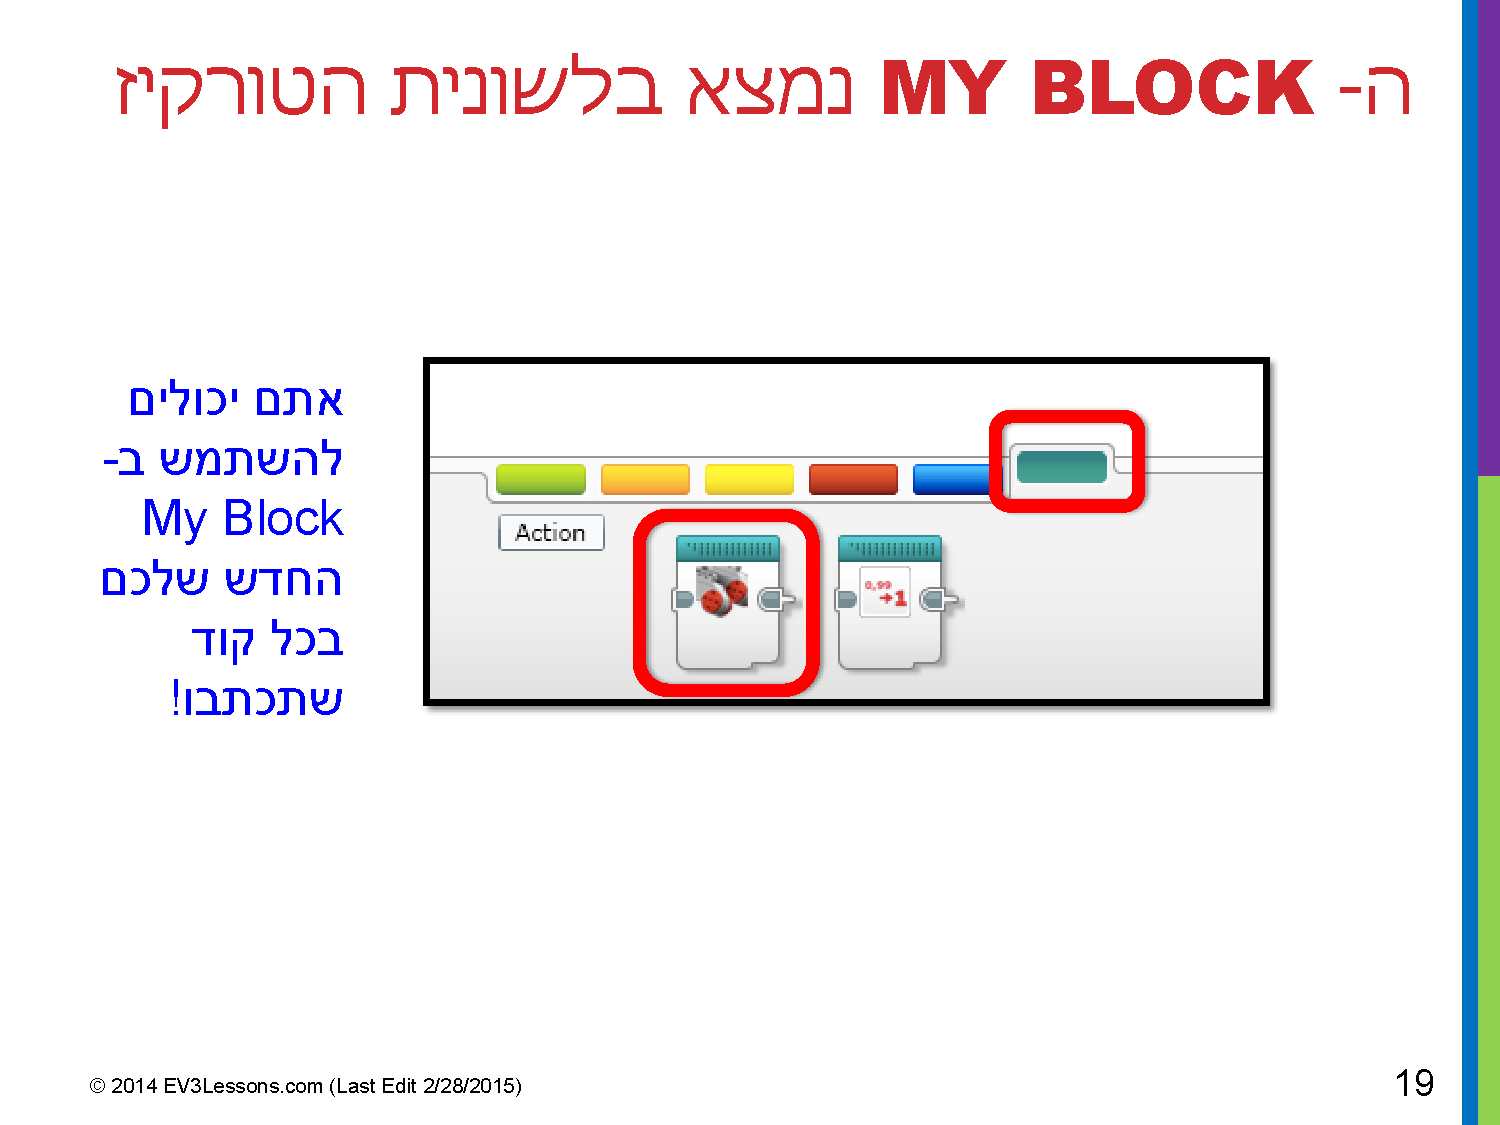 ה- MY BLOCK נמצא בלשונית הטורקיז
אתם יכולים
להשתמש ב-
My Block
החדש שלכם
בכל קוד
שתכתבו!
Action
0,99
1
© 2014 EV3Lessons.com (Last Edit 2/28/2015)
19